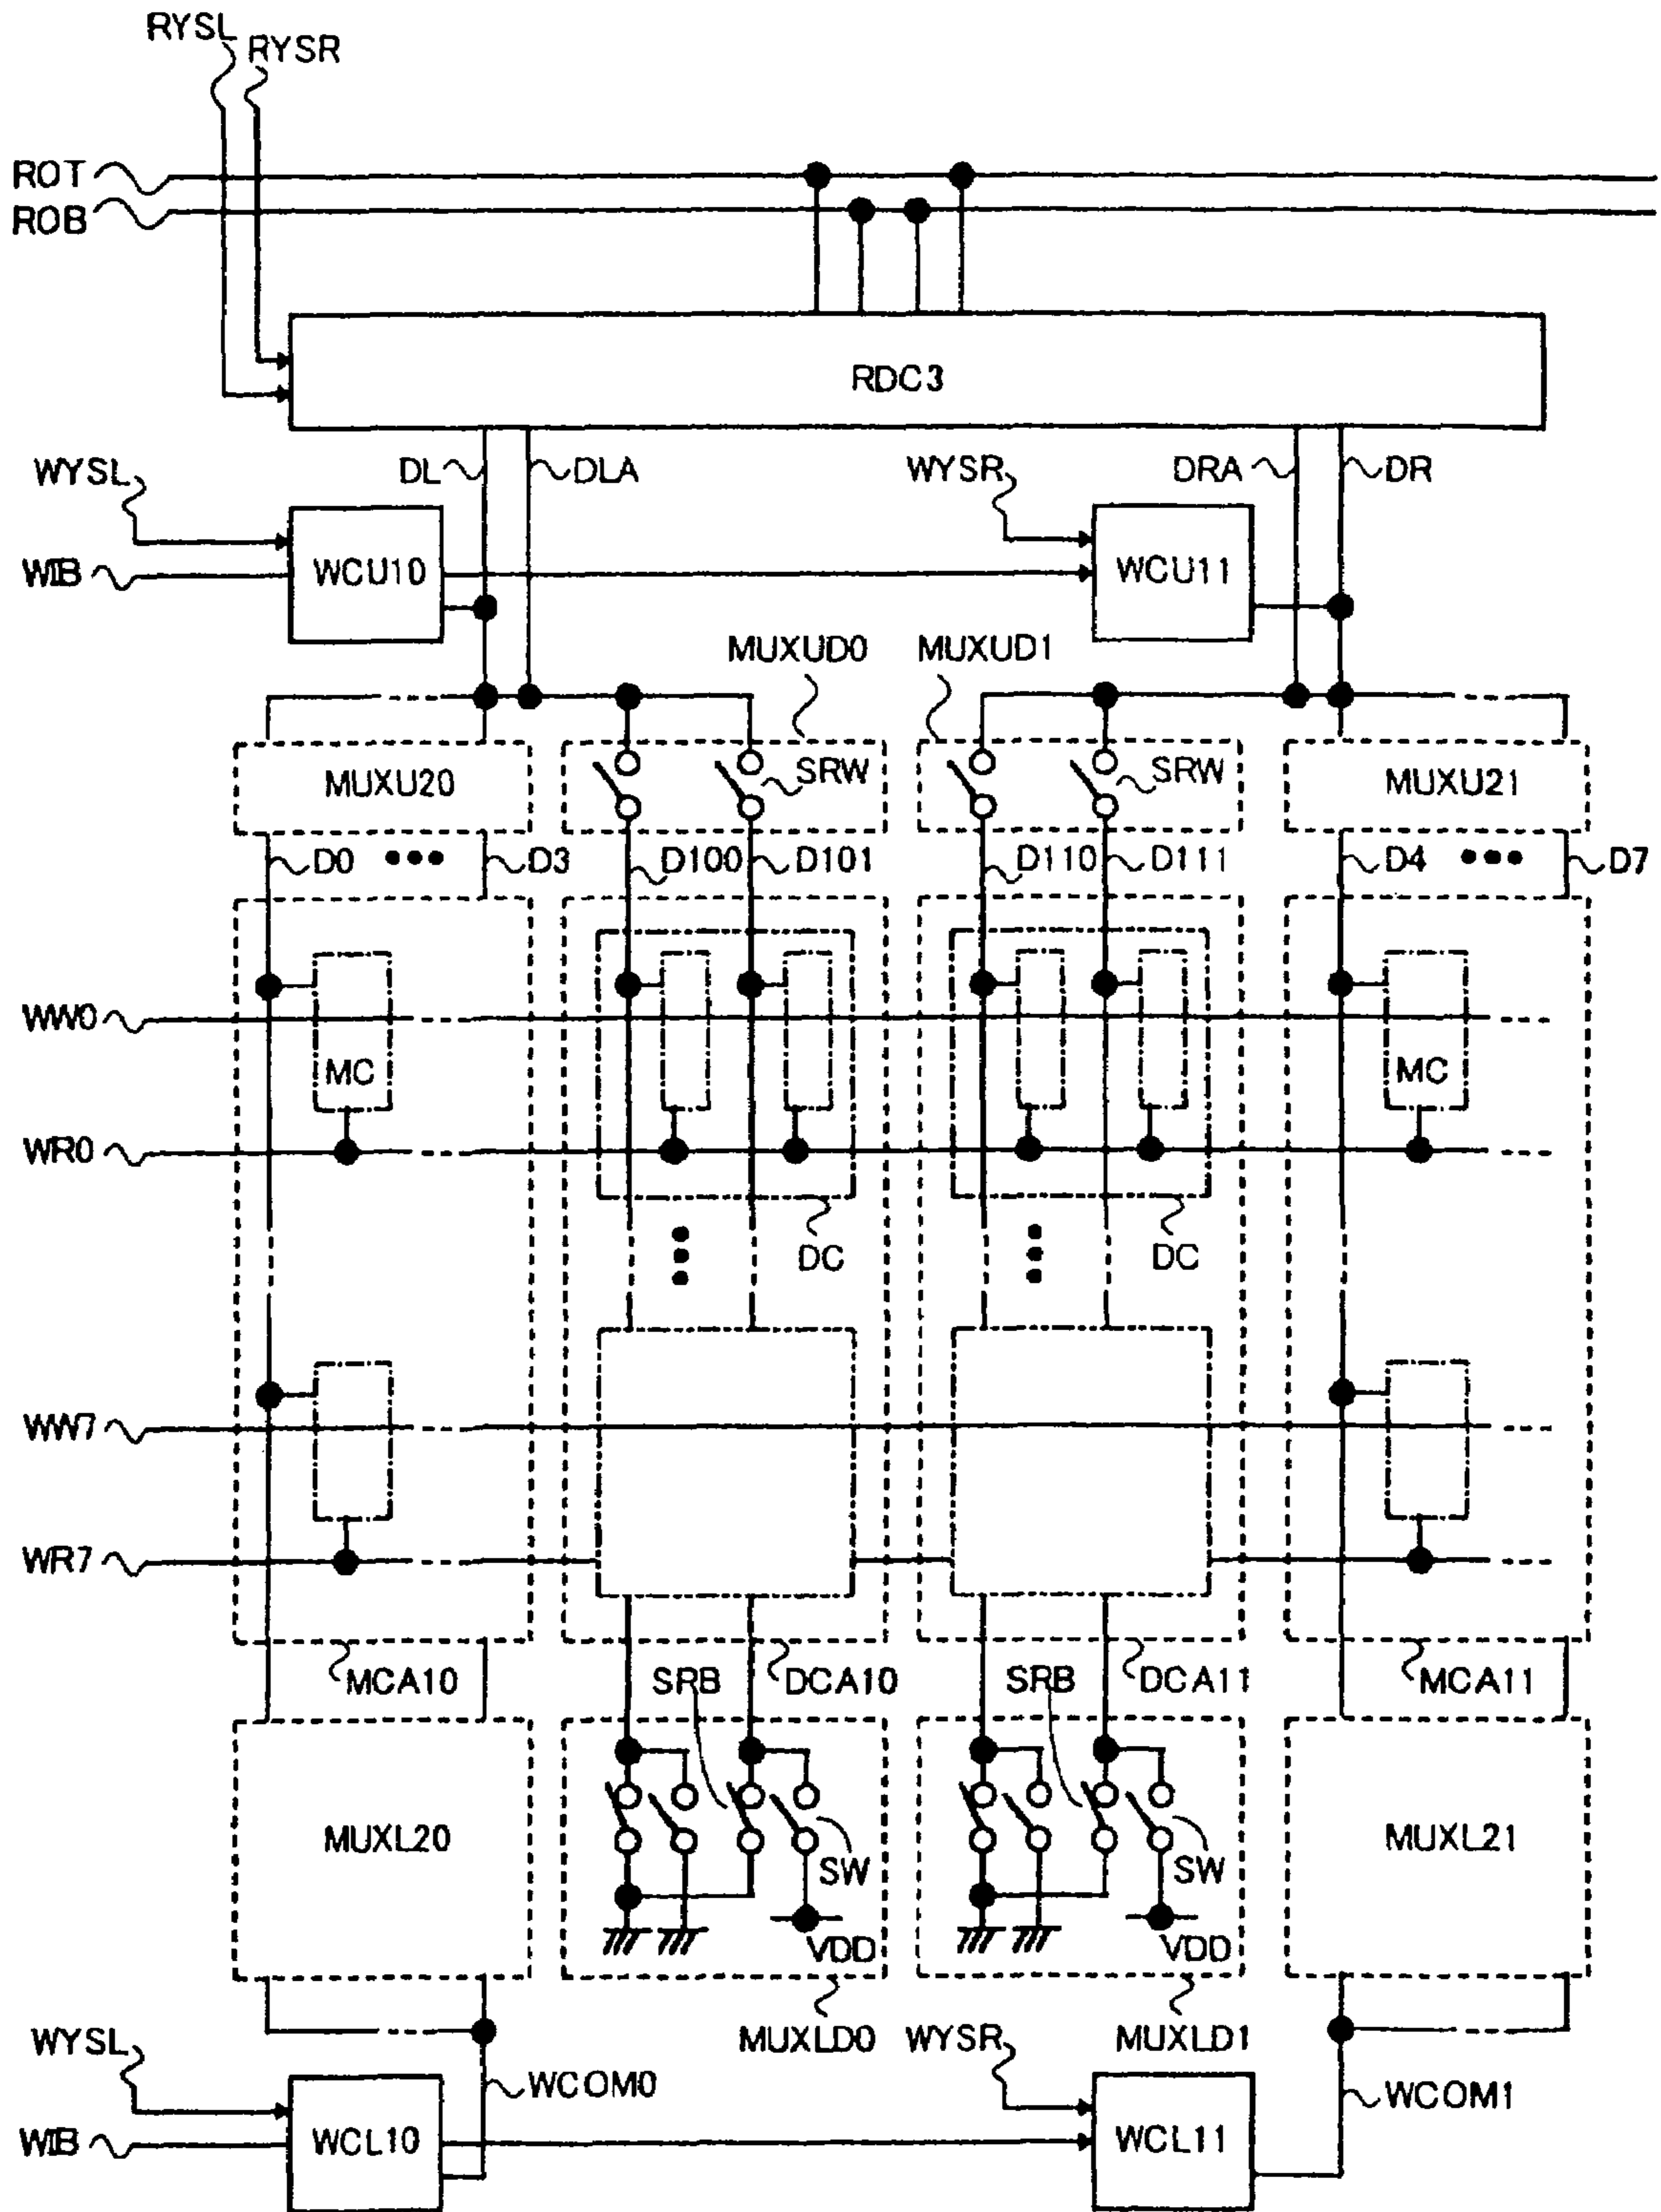 RYSL
RYSR
ROT
ROB
RDC3
WYSL
DL
DLA
WYSR
DRA
DR
WIB
WCU10
WCU11
MUXUD0
MUXUD1
MUXU20
SRW
SRW
MUXU21
D0
D3
D100
D101
D110
D111
D4
D7
WW0
MC
MC
WR0
DC
DC
WW7
WR7
MCA10
SRB
DCA10
SRB
DCA11
MCA11
MUXL20
SW
SW
MUXL21
VDD
VDD
WYSL
MUXLD0
WYSR
MUXLD1
WCOM0
WCOM1
WIB
WCL10
WCL11